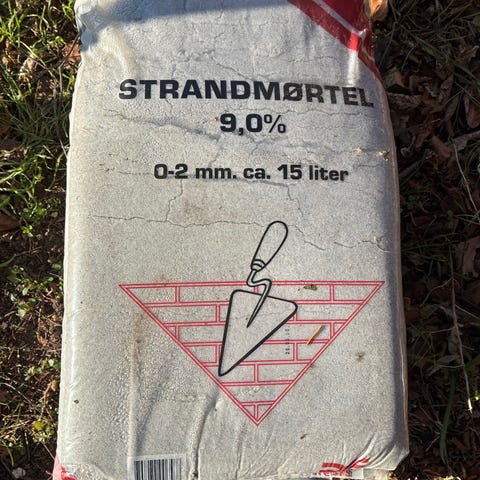 STRANDMØRTEL
9,0%
0-2 mm. ca. 15 liter